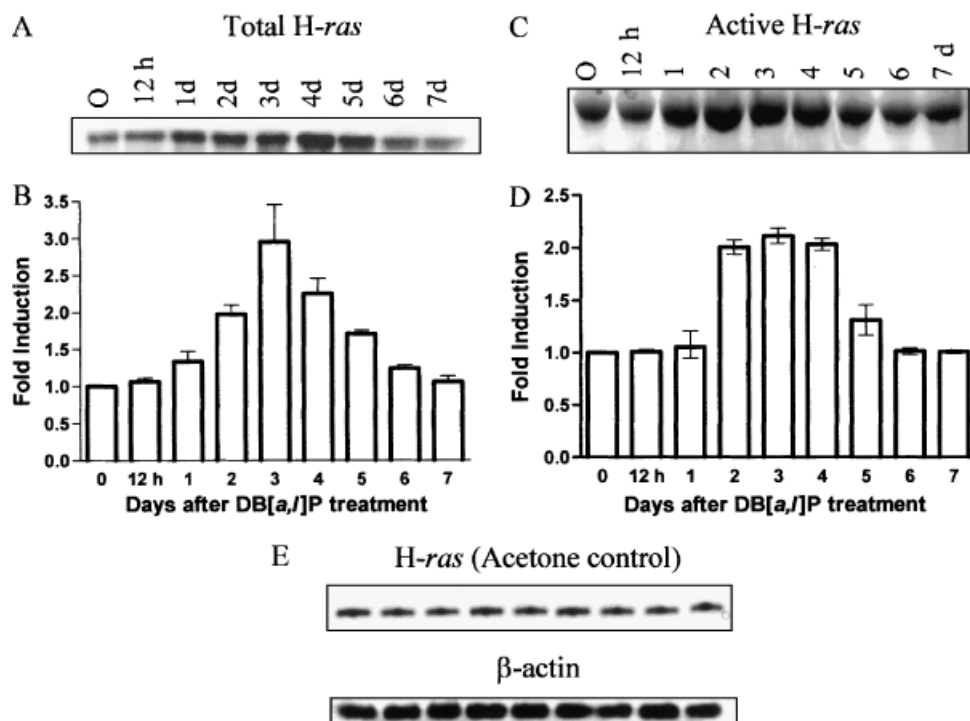 A
Total H-ras
O 12 h 1d 2d 3d 4d 5d 6d 7d
B
3.5
3.0
2.5
2.0
1.5
1.0
0.5
0.0
Fold Induction
0 12 h 1 2 3 4 5 6 7
Days after DB[a,l]P treatment
C
Active H-ras
O 12 h 1 2 3 4 5 6 7 d
D
2.5
2.0
1.5
1.0
0.5
0.0
Fold Induction
0 12 h 1 2 3 4 5 6 7
Days after DB[a,l]P treatment
E
H-ras (Acetone control)
β-actin